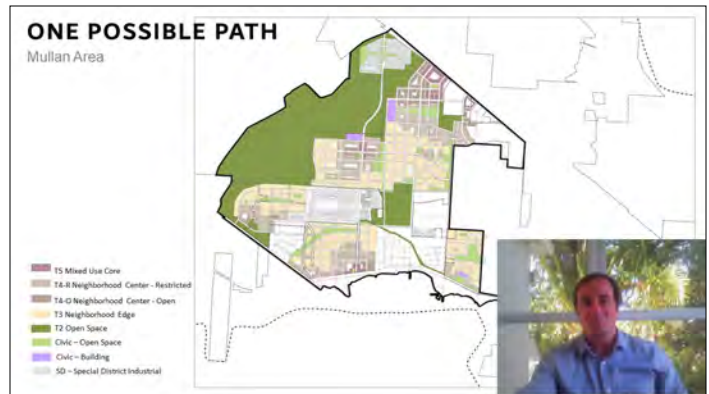 ONE POSSIBLE PATH
Mullan Area
T5 Mixed Use Core
T4-R Neighborhood Center - Restricted
T4-O Neighborhood Center - Open
T3 Neighborhood Edge
T2 Open Space
Civic – Open Space
Civic – Building
SD – Special District Industrial